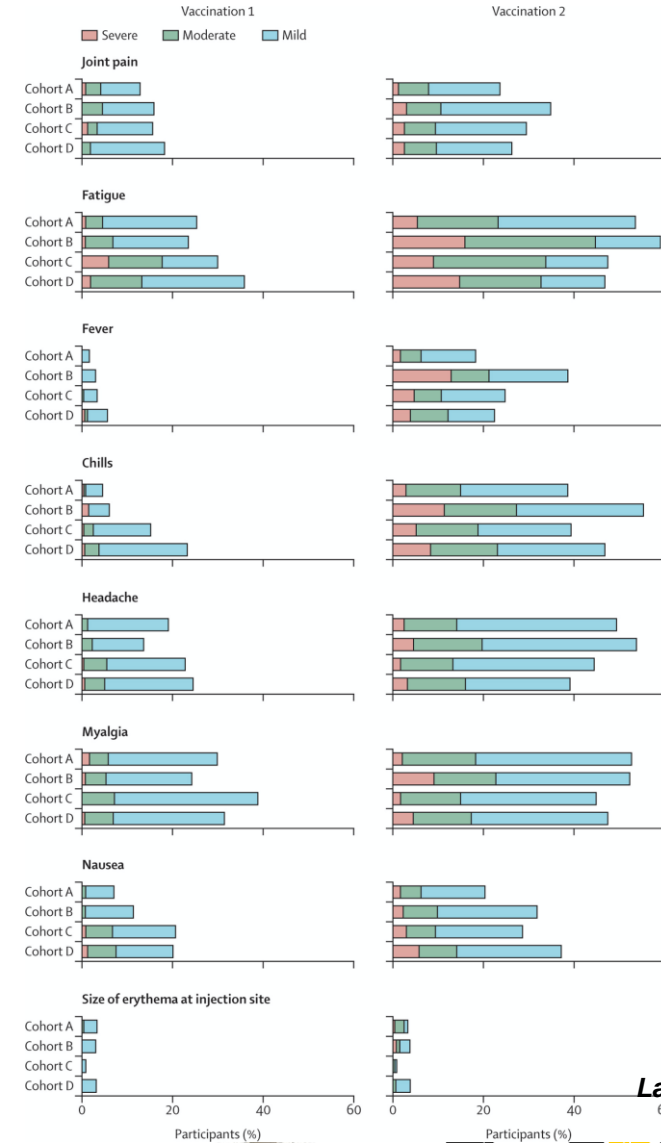 Vaccination 1
Vaccination 2
Severe Moderate Mild
Joint pain
Cohort A
Cohort B
Cohort C
Cohort D
Fatigue
Cohort A
Cohort B
Cohort C
Cohort D
Fever
Cohort A
Cohort B
Cohort C
Cohort D
Chills
Cohort A
Cohort B
Cohort C
Cohort D
Headache
Cohort A
Cohort B
Cohort C
Cohort D
Myalgia
Cohort A
Cohort B
Cohort C
Cohort D
Nausea
Cohort A
Cohort B
Cohort C
Cohort D
Size of erythema at injection site
Cohort A
Cohort B
Cohort C
Cohort D
La
0 20 40 60 0 20 40 6
Participants (%) Participants (%)